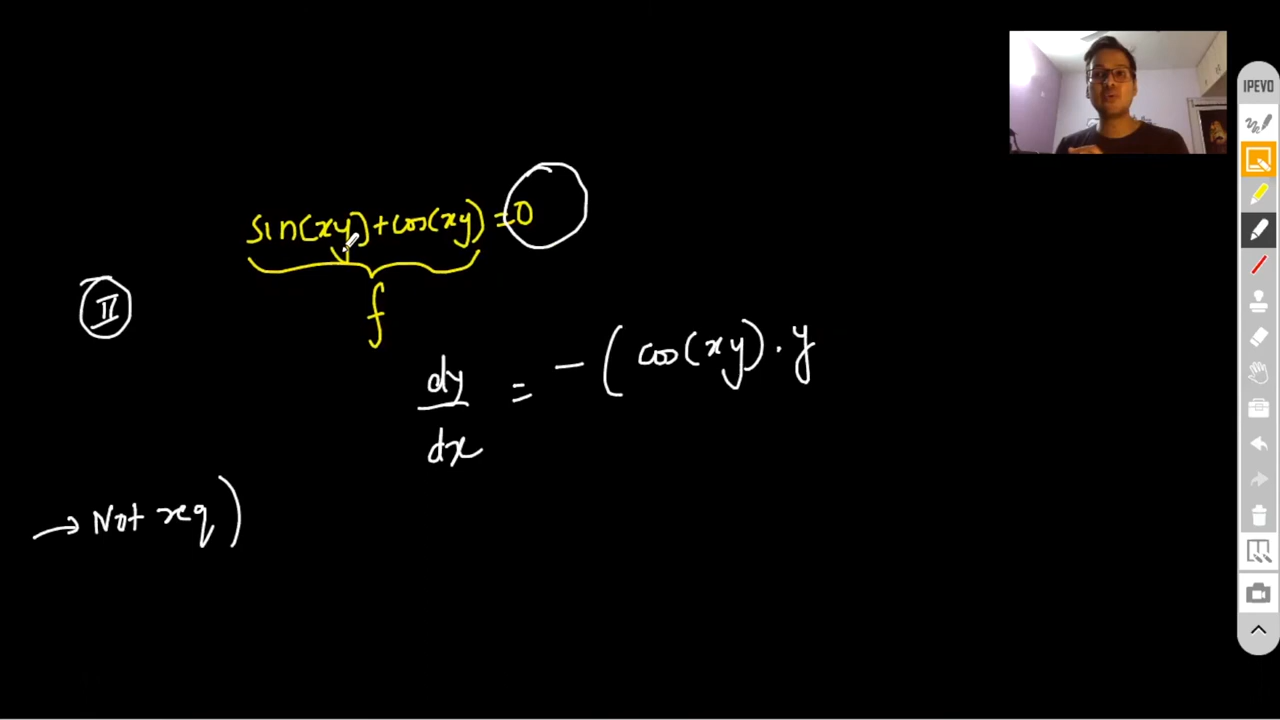 IPEVO
sin(xy)+cos(xy) = 0
f
II
dy/dx = -( cos(xy) . y
→ Not req)